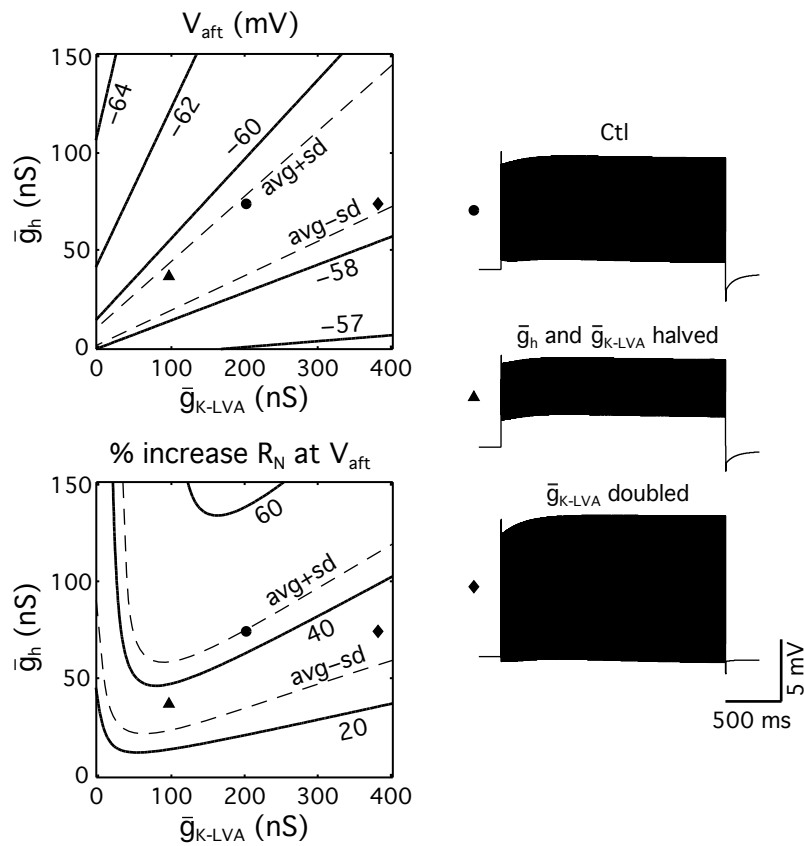 V_aft (mV)
150
100
50
0
ḡ_h (nS)
−64
−62
−60
avg+sd
avg−sd
−58
−57
0 100 200 300 400
ḡ_K-LVA (nS)
% increase R_N at V_aft
150
100
50
0
ḡ_h (nS)
60
avg+sd
40
avg−sd
20
0 100 200 300 400
ḡ_K-LVA (nS)
Ctl
ḡ_h and ḡ_K-LVA halved
ḡ_K-LVA doubled
5 mV
500 ms